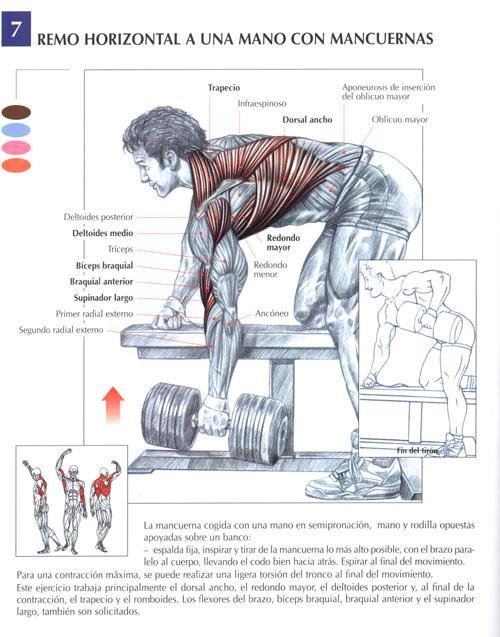 7
REMO HORIZONTAL A UNA MANO CON MANCUERNAS
Trapecio
Infraespinoso
Dorsal ancho
Aponeurosis de inserción
del oblicuo mayor
Oblicuo mayor
Deltoides posterior
Deltoides medio
Tríceps
Bíceps braquial
Braquial anterior
Supinador largo
Primer radial externo
Segundo radial externo
Redondo
mayor
Redondo
menor
Ancóneo
Fin del tirón
La mancuerna cogida con una mano en semipronación, mano y rodilla opuestas
apoyadas sobre un banco:
– espalda fija, inspirar y tirar de la mancuerna lo más alto posible, con el brazo para-
lelo al cuerpo, llevando el codo bien hacia atrás. Espirar al final del movimiento.
Para una contracción máxima, se puede realizar una ligera torsión del tronco al final del movimiento.
Este ejercicio trabaja principalmente el dorsal ancho, el redondo mayor, el deltoides posterior y, al final de la
contracción, el trapecio y el romboides. Los flexores del brazo, bíceps braquial, braquial anterior y el supinador
largo, también son solicitados.